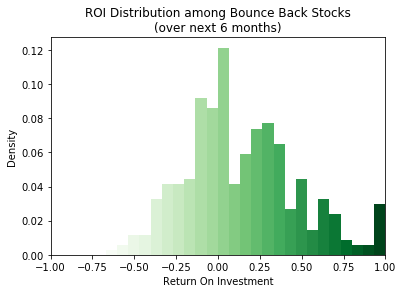 ROI Distribution among Bounce Back Stocks
(over next 6 months)
0.12
0.10
0.08
0.06
0.04
0.02
0.00
Density
−1.00 −0.75 −0.50 −0.25 0.00 0.25 0.50 0.75 1.00
Return On Investment